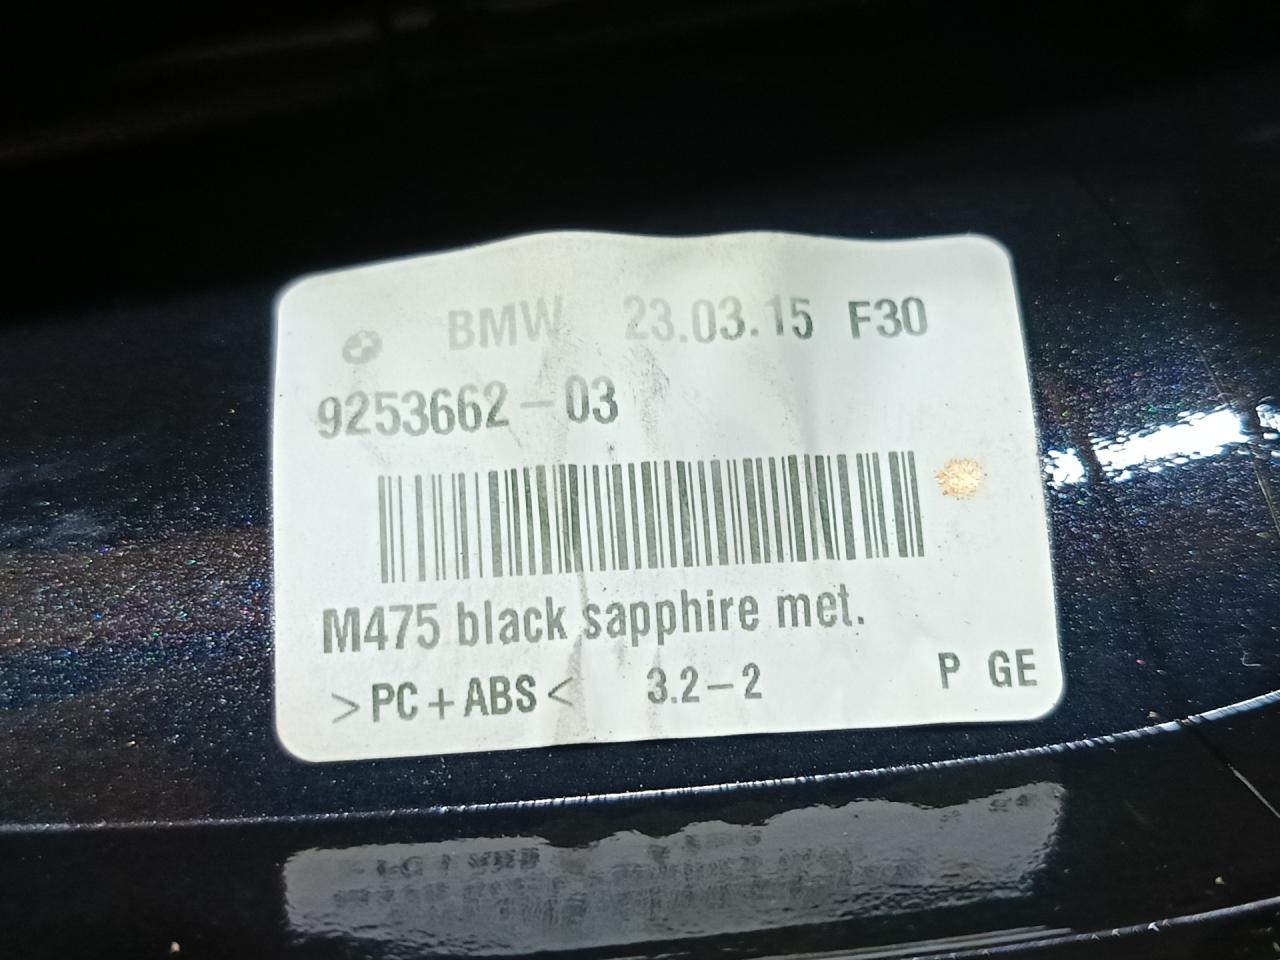 BMW 23.03.15 F30
9253662-03
M475 black sapphire met.
>PC+ABS< 3.2-2 P GE